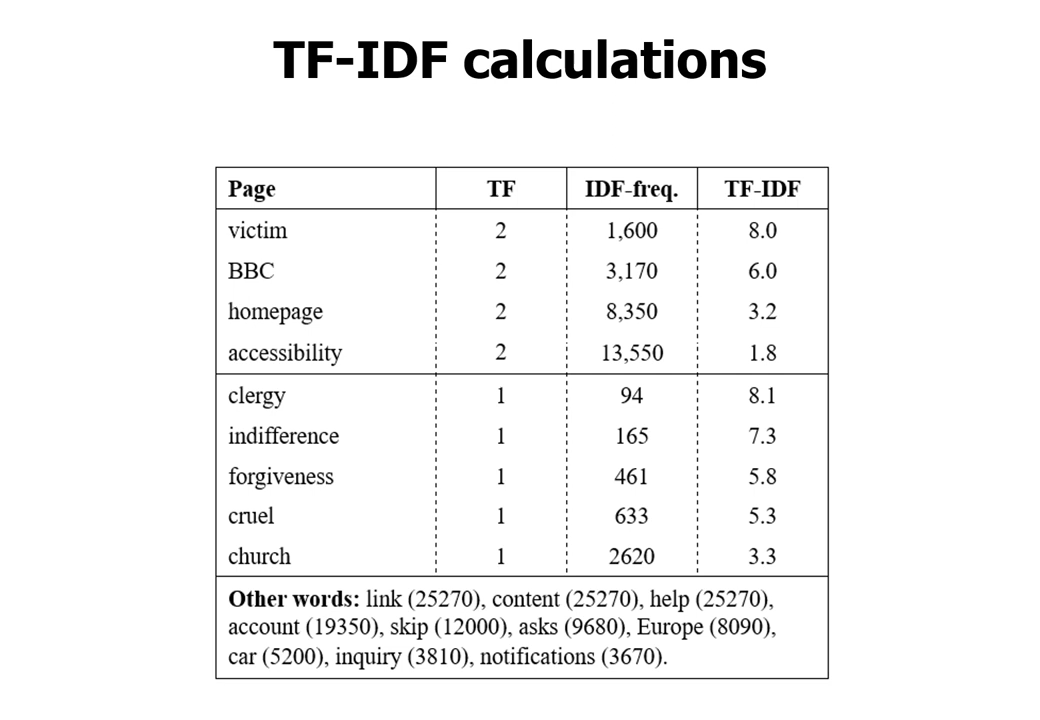 TF-IDF calculations
Page TF IDF-freq. TF-IDF
victim 2 1,600 8.0
BBC 2 3,170 6.0
homepage 2 8,350 3.2
accessibility 2 13,550 1.8
clergy 1 94 8.1
indifference 1 165 7.3
forgiveness 1 461 5.8
cruel 1 633 5.3
church 1 2620 3.3
Other words: link (25270), content (25270), help (25270),
account (19350), skip (12000), asks (9680), Europe (8090),
car (5200), inquiry (3810), notifications (3670).